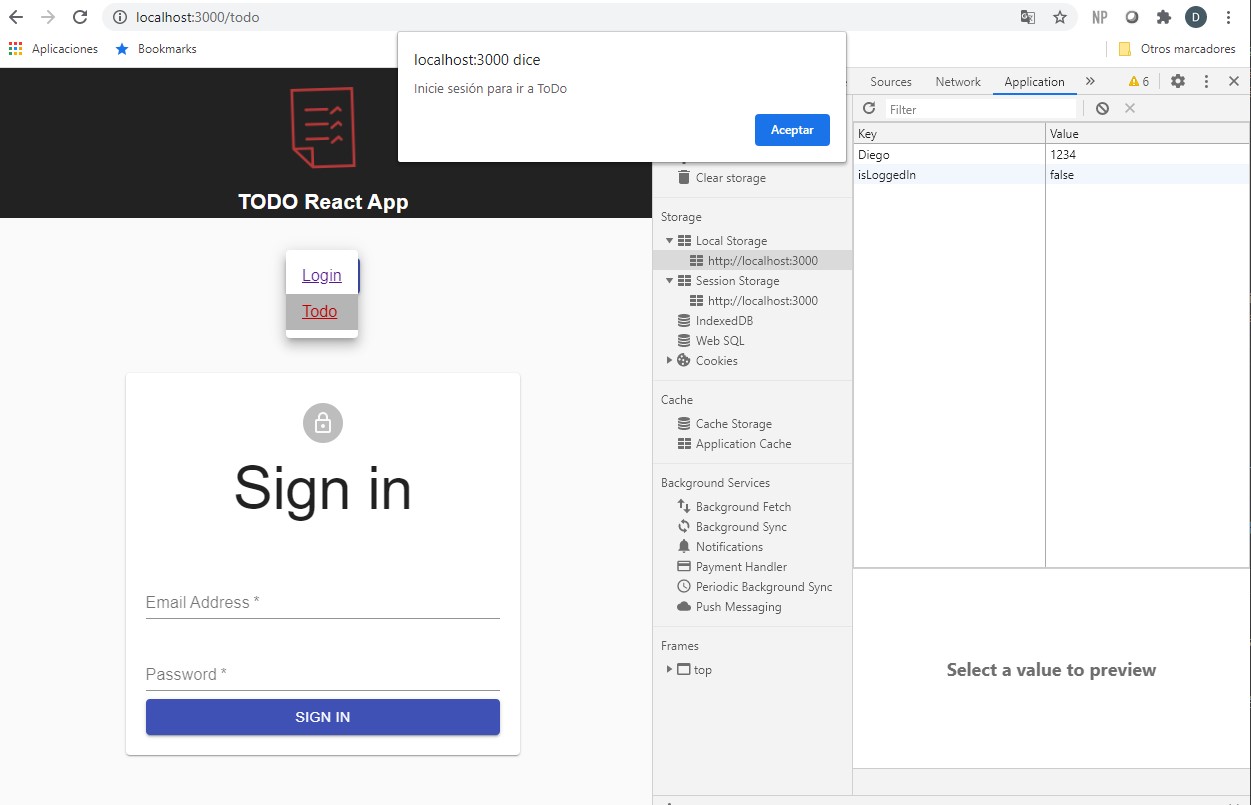 localhost:3000/todo
NP
D
Aplicaciones
Bookmarks
Otros marcadores
localhost:3000 dice
Inicie sesión para ir a ToDo
Aceptar
TODO React App
Login
Todo
Sign in
Email Address *
Password *
SIGN IN
Sources
Network
Application
6
Filter
Clear storage
Storage
Local Storage
http://localhost:3000
Session Storage
http://localhost:3000
IndexedDB
Web SQL
Cookies
Cache
Cache Storage
Application Cache
Background Services
Background Fetch
Background Sync
Notifications
Payment Handler
Periodic Background Sync
Push Messaging
Frames
top
Key Value
Diego 1234
isLoggedIn false
Select a value to preview